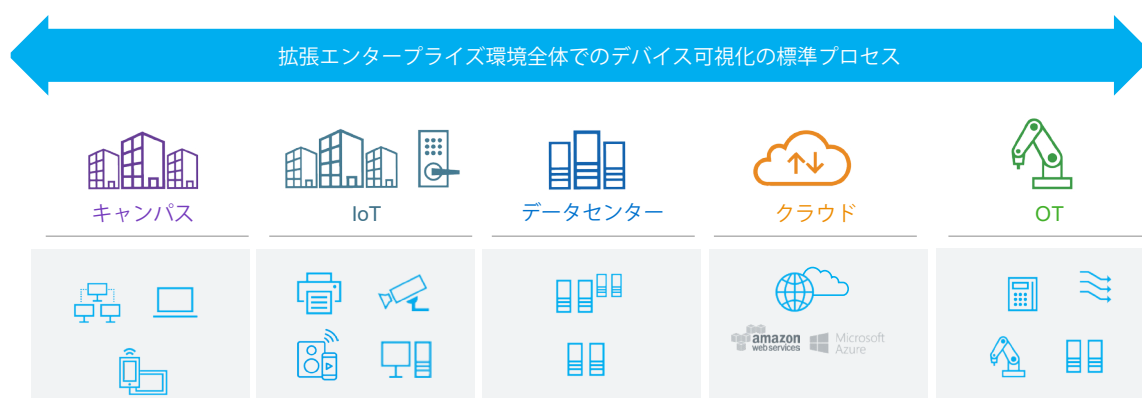 拡張エンタープライズ環境全体でのデバイス可視化の標準プロセス
キャンパス
IoT
データセンター
クラウド
OT
amazon
webservices
Microsoft
Azure